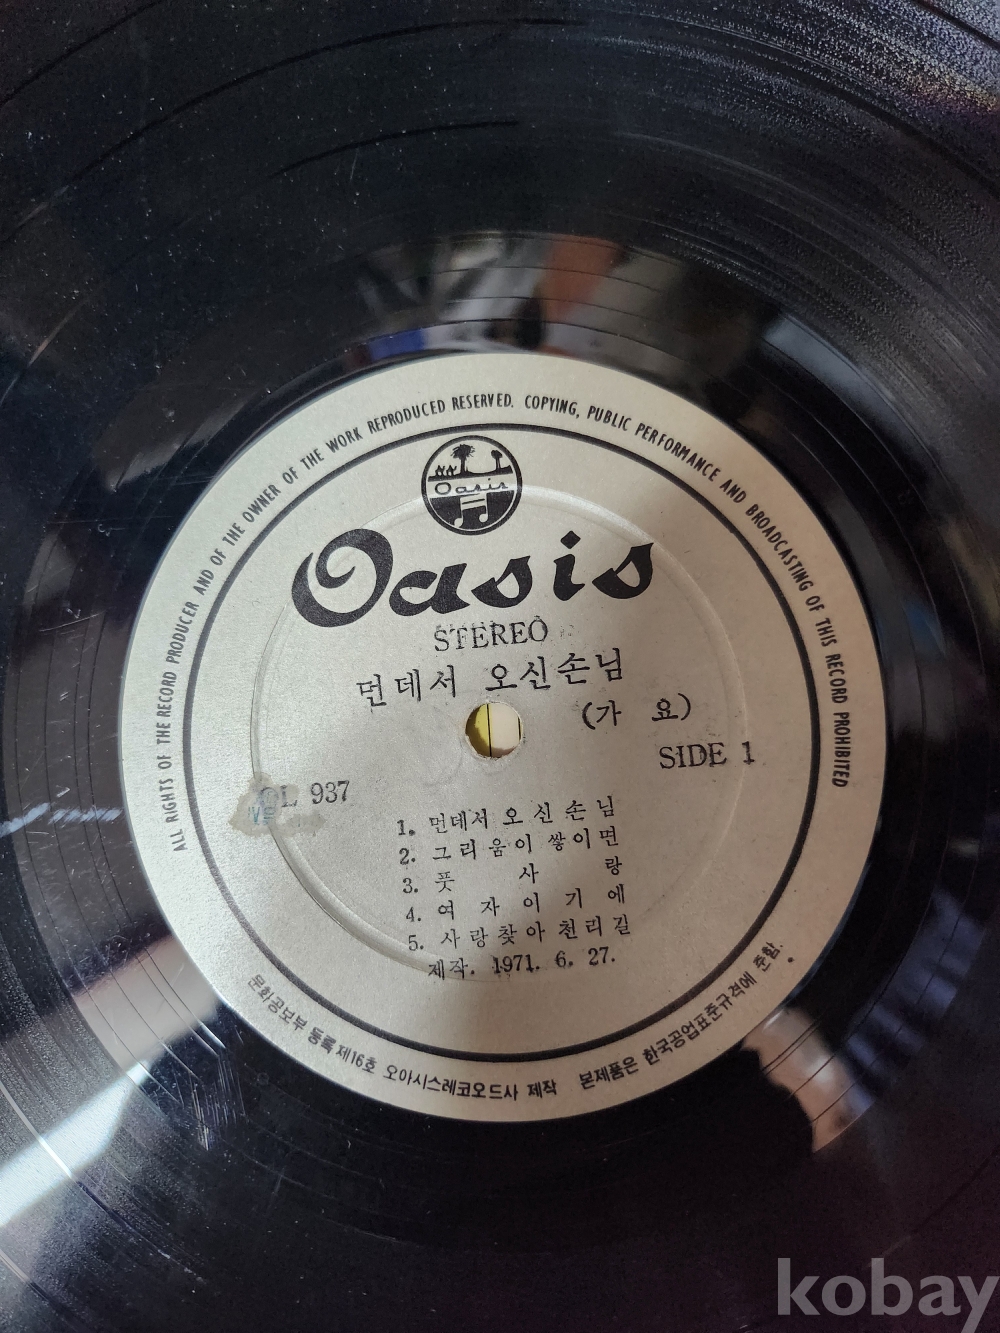 ALL RIGHTS OF THE RECORD PRODUCER AND OF THE OWNER OF THE WORK REPRODUCED RESERVED. COPYING, PUBLIC PERFORMANCE AND BROADCASTING OF THIS RECORD PROHIBITED
Oasis
Oasis
STEREO
먼데서 오신손님
(가 요)
SIDE 1
OL 937
1. 먼데서 오신 손님
2. 그리움이 쌓이면
3. 풋 사랑
4. 여자이기에
5. 사랑찾아 천리길
제작. 1971. 6. 27.
문화공보부 등록 제16호 오아시스레코오드사 제작 본제품은 한국공업표준규격에 준함.
kobay